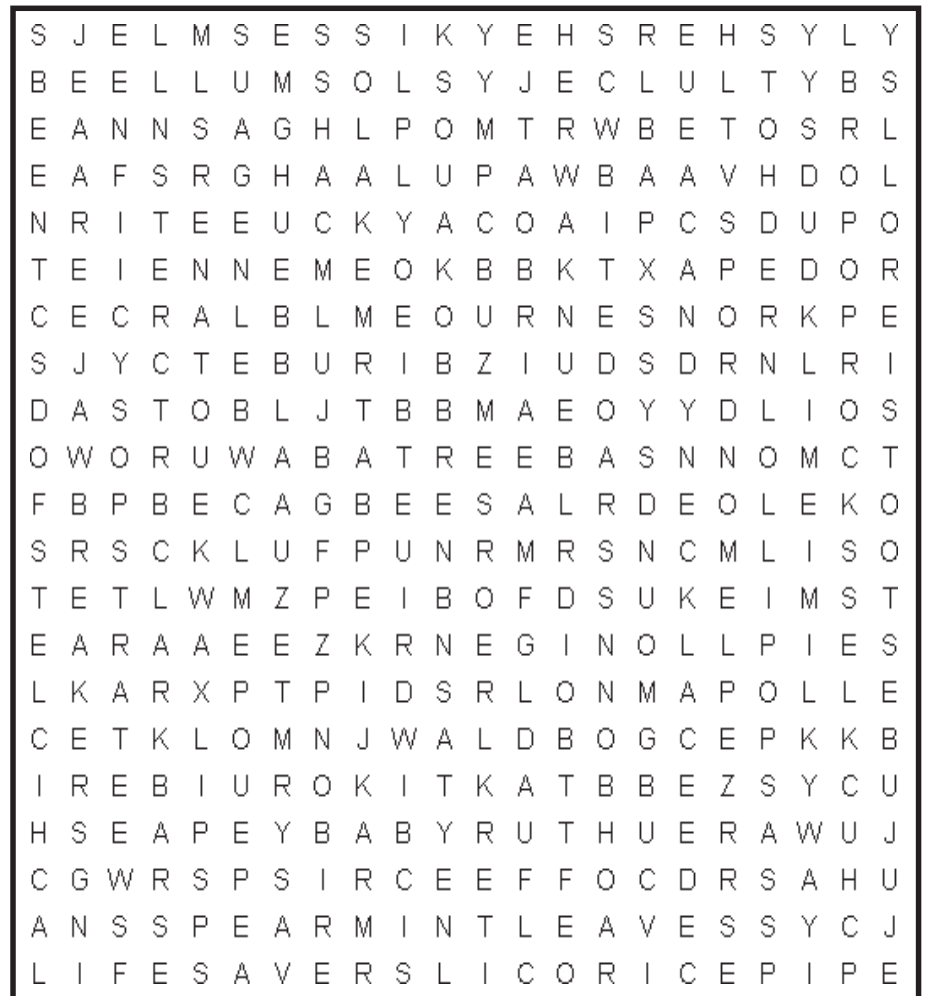 S J E L M S E S S I K Y E H S R E H S Y L Y
B E E L L U M S O L S Y J E C L U L T Y B S
E A N N S A G H L P O M T R W B E T O S R L
E A F S R G H A A L U P A W B A A V H D O L
N R I T E E U C K Y A C O A I P C S D U P O
T E I E N N E M E O K B B K T X A P E D O R
C E C R A L B L M E O U R N E S N O R K P E
S J Y C T E B U R I B Z I U D S D R N L R I
D A S T O B L J T B B M A E O Y Y D L I O S
O W O R U W A B A T R E E B A S N N O M C T
F B P B E C A G B E E S A L R D E O L E K O
S R S C K L U F P U N R M R S N C M L I S O
T E T L W M Z P E I B O F D S U K E I M S T
E A R A A E E Z K R N E G I N O L L P I E S
L K A R X P T P I D S R L O N M A P O L L E
C E T K L O M N J W A L D B O G C E P K K B
I R E B I U R O K I T K A T B B E Z S Y C U
H S E A P E Y B A B Y R U T H U E R A W U J
C G W R S P S I R C E E F F O C D R S A H U
A N S S P E A R M I N T L E A V E S S Y C J
L I F E S A V E R S L I C O R I C E P I P E